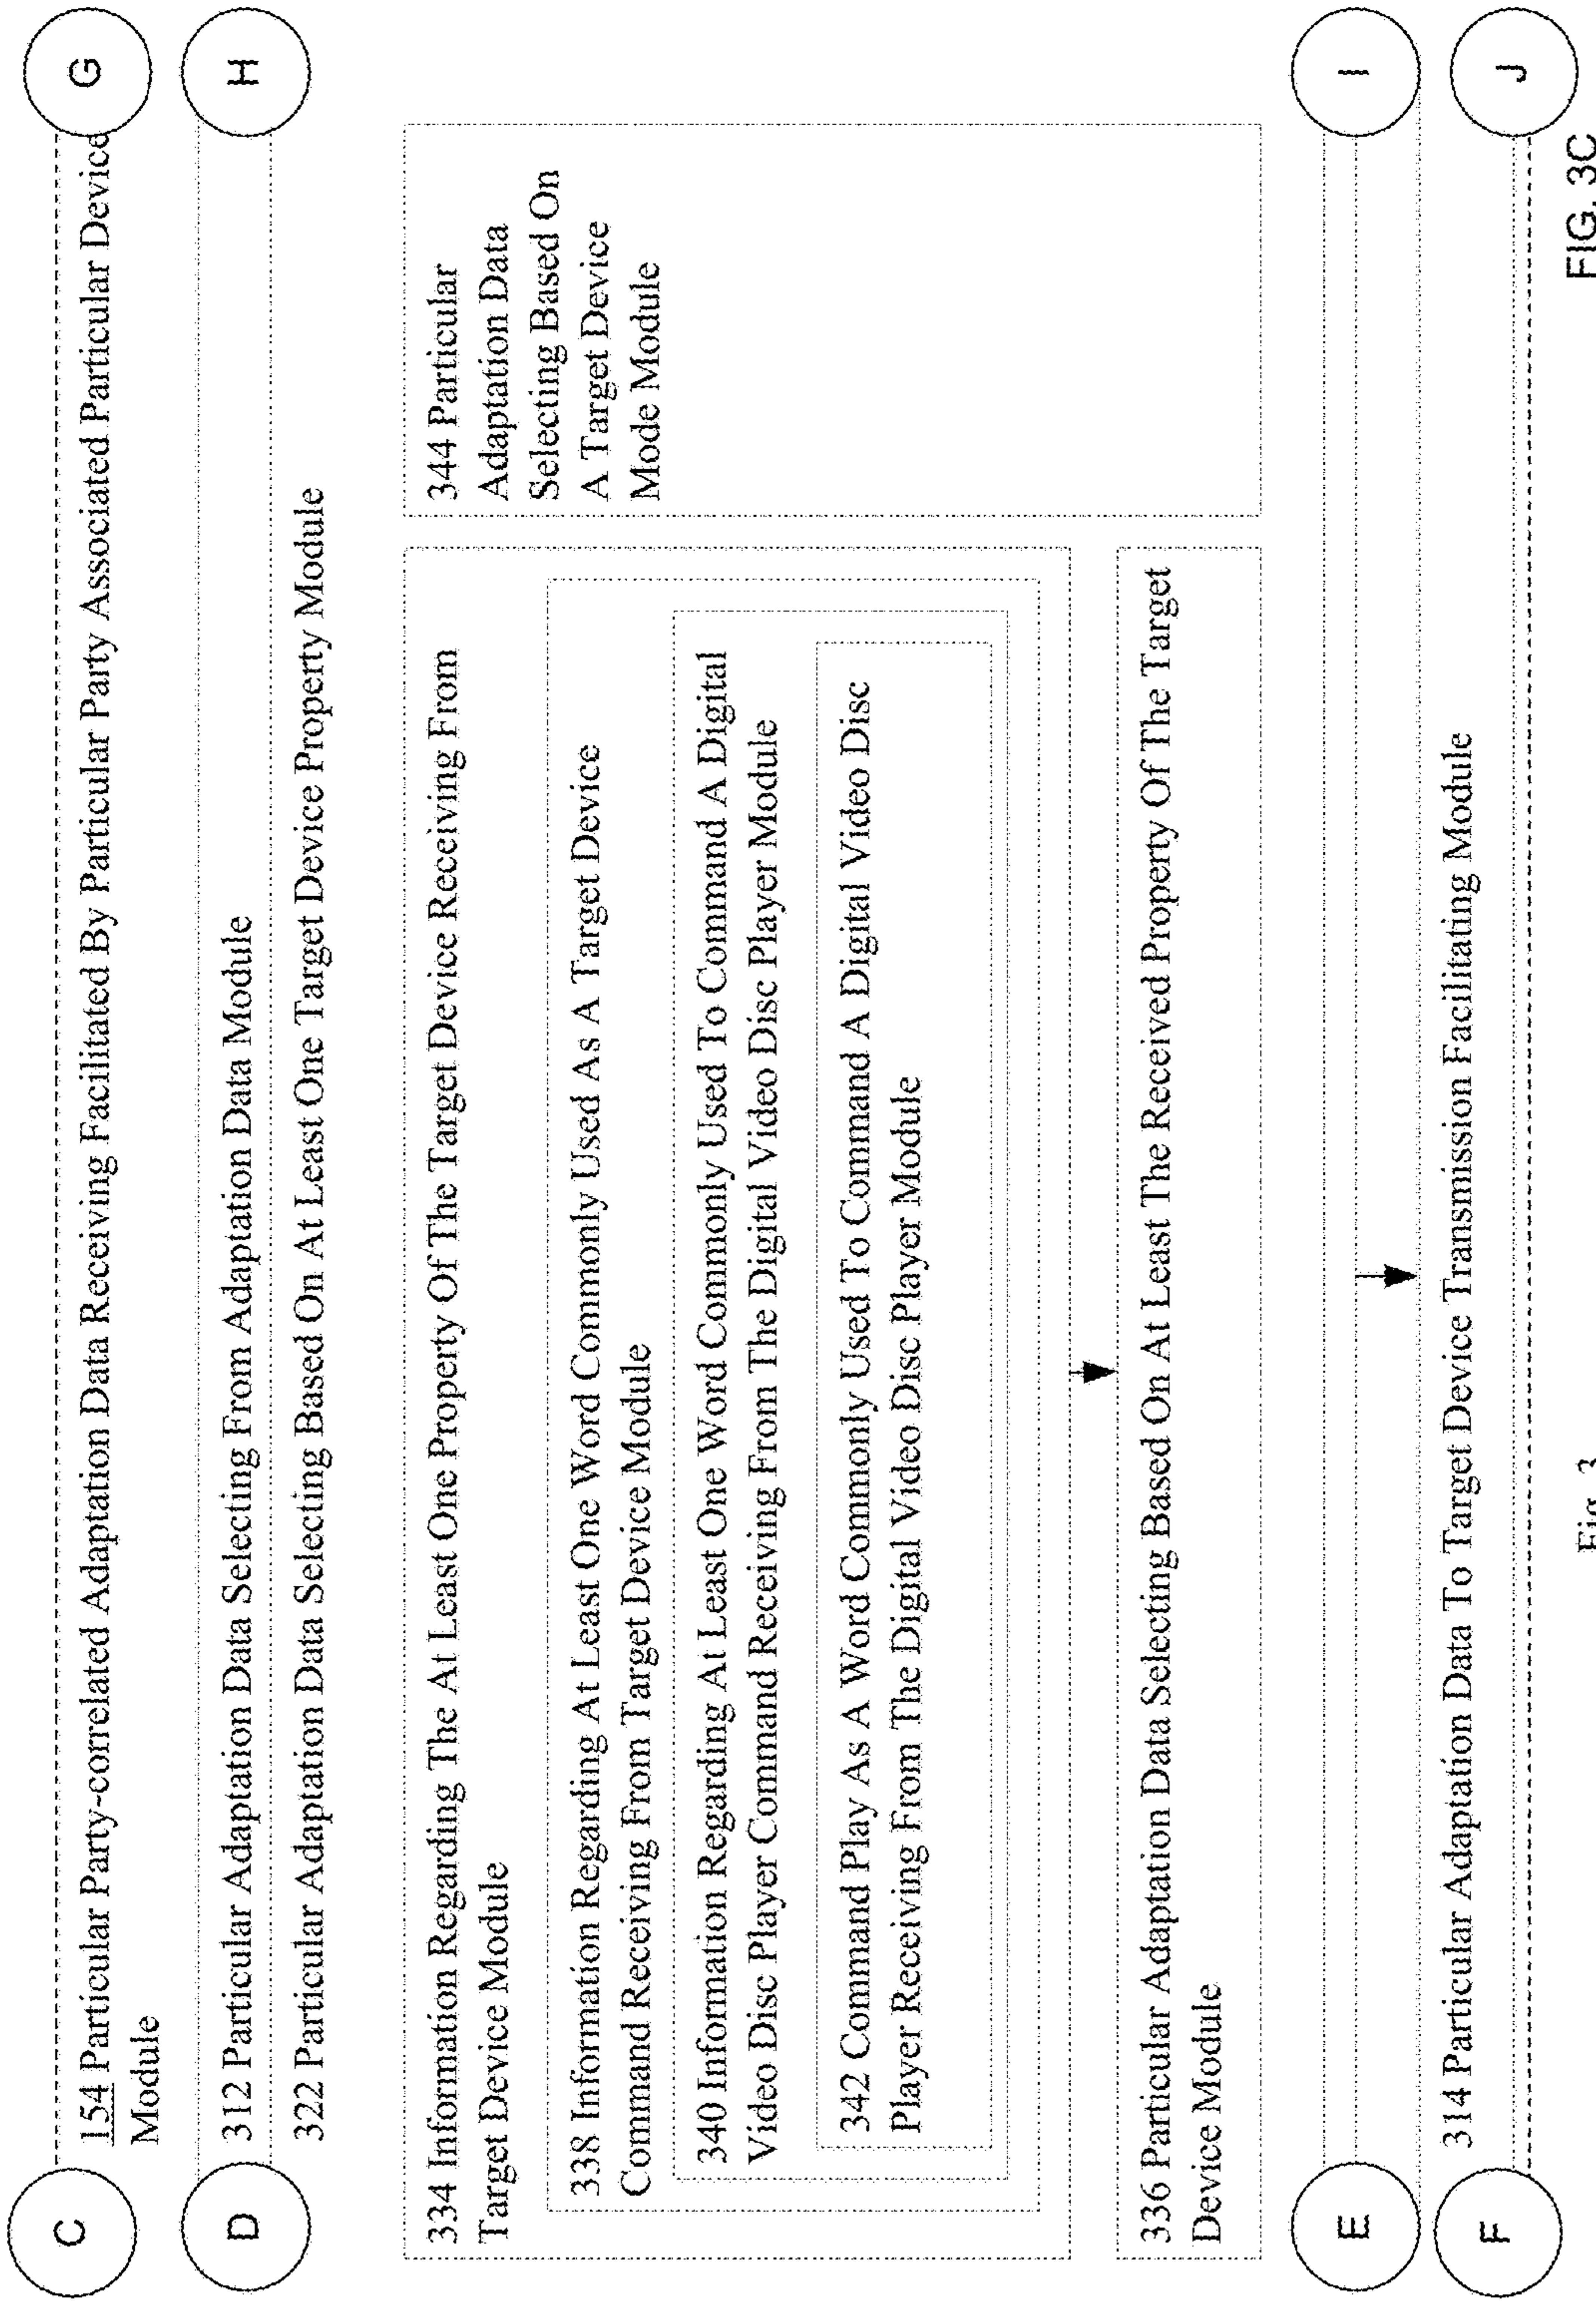 C
G
154 Particular Party-correlated Adaptation Data Receiving Facilitated By Particular Party Associated Particular Device
Module
D
H
312 Particular Adaptation Data Selecting From Adaptation Data Module
322 Particular Adaptation Data Selecting Based On At Least One Target Device Property Module
334 Information Regarding The At Least One Property Of The Target Device Receiving From
Target Device Module
338 Information Regarding At Least One Word Commonly Used As A Target Device
Command Receiving From Target Device Module
340 Information Regarding At Least One Word Commonly Used To Command A Digital
Video Disc Player Command Receiving From The Digital Video Disc Player Module
342 Command Play As A Word Commonly Used To Command A Digital Video Disc
Player Receiving From The Digital Video Disc Player Module
336 Particular Adaptation Data Selecting Based On At Least The Received Property Of The Target
Device Module
344 Particular
Adaptation Data
Selecting Based On
A Target Device
Mode Module
E
I
314 Particular Adaptation Data To Target Device Transmission Facilitating Module
F
J
Fig. 3
FIG. 3C